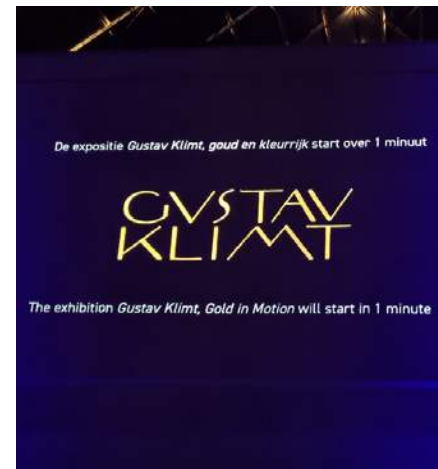 De expositie Gustav Klimt, goud en kleurrijk start over 1 minuut
GVSTAV
KLIMT
The exhibition Gustav Klimt, Gold in Motion will start in 1 minute